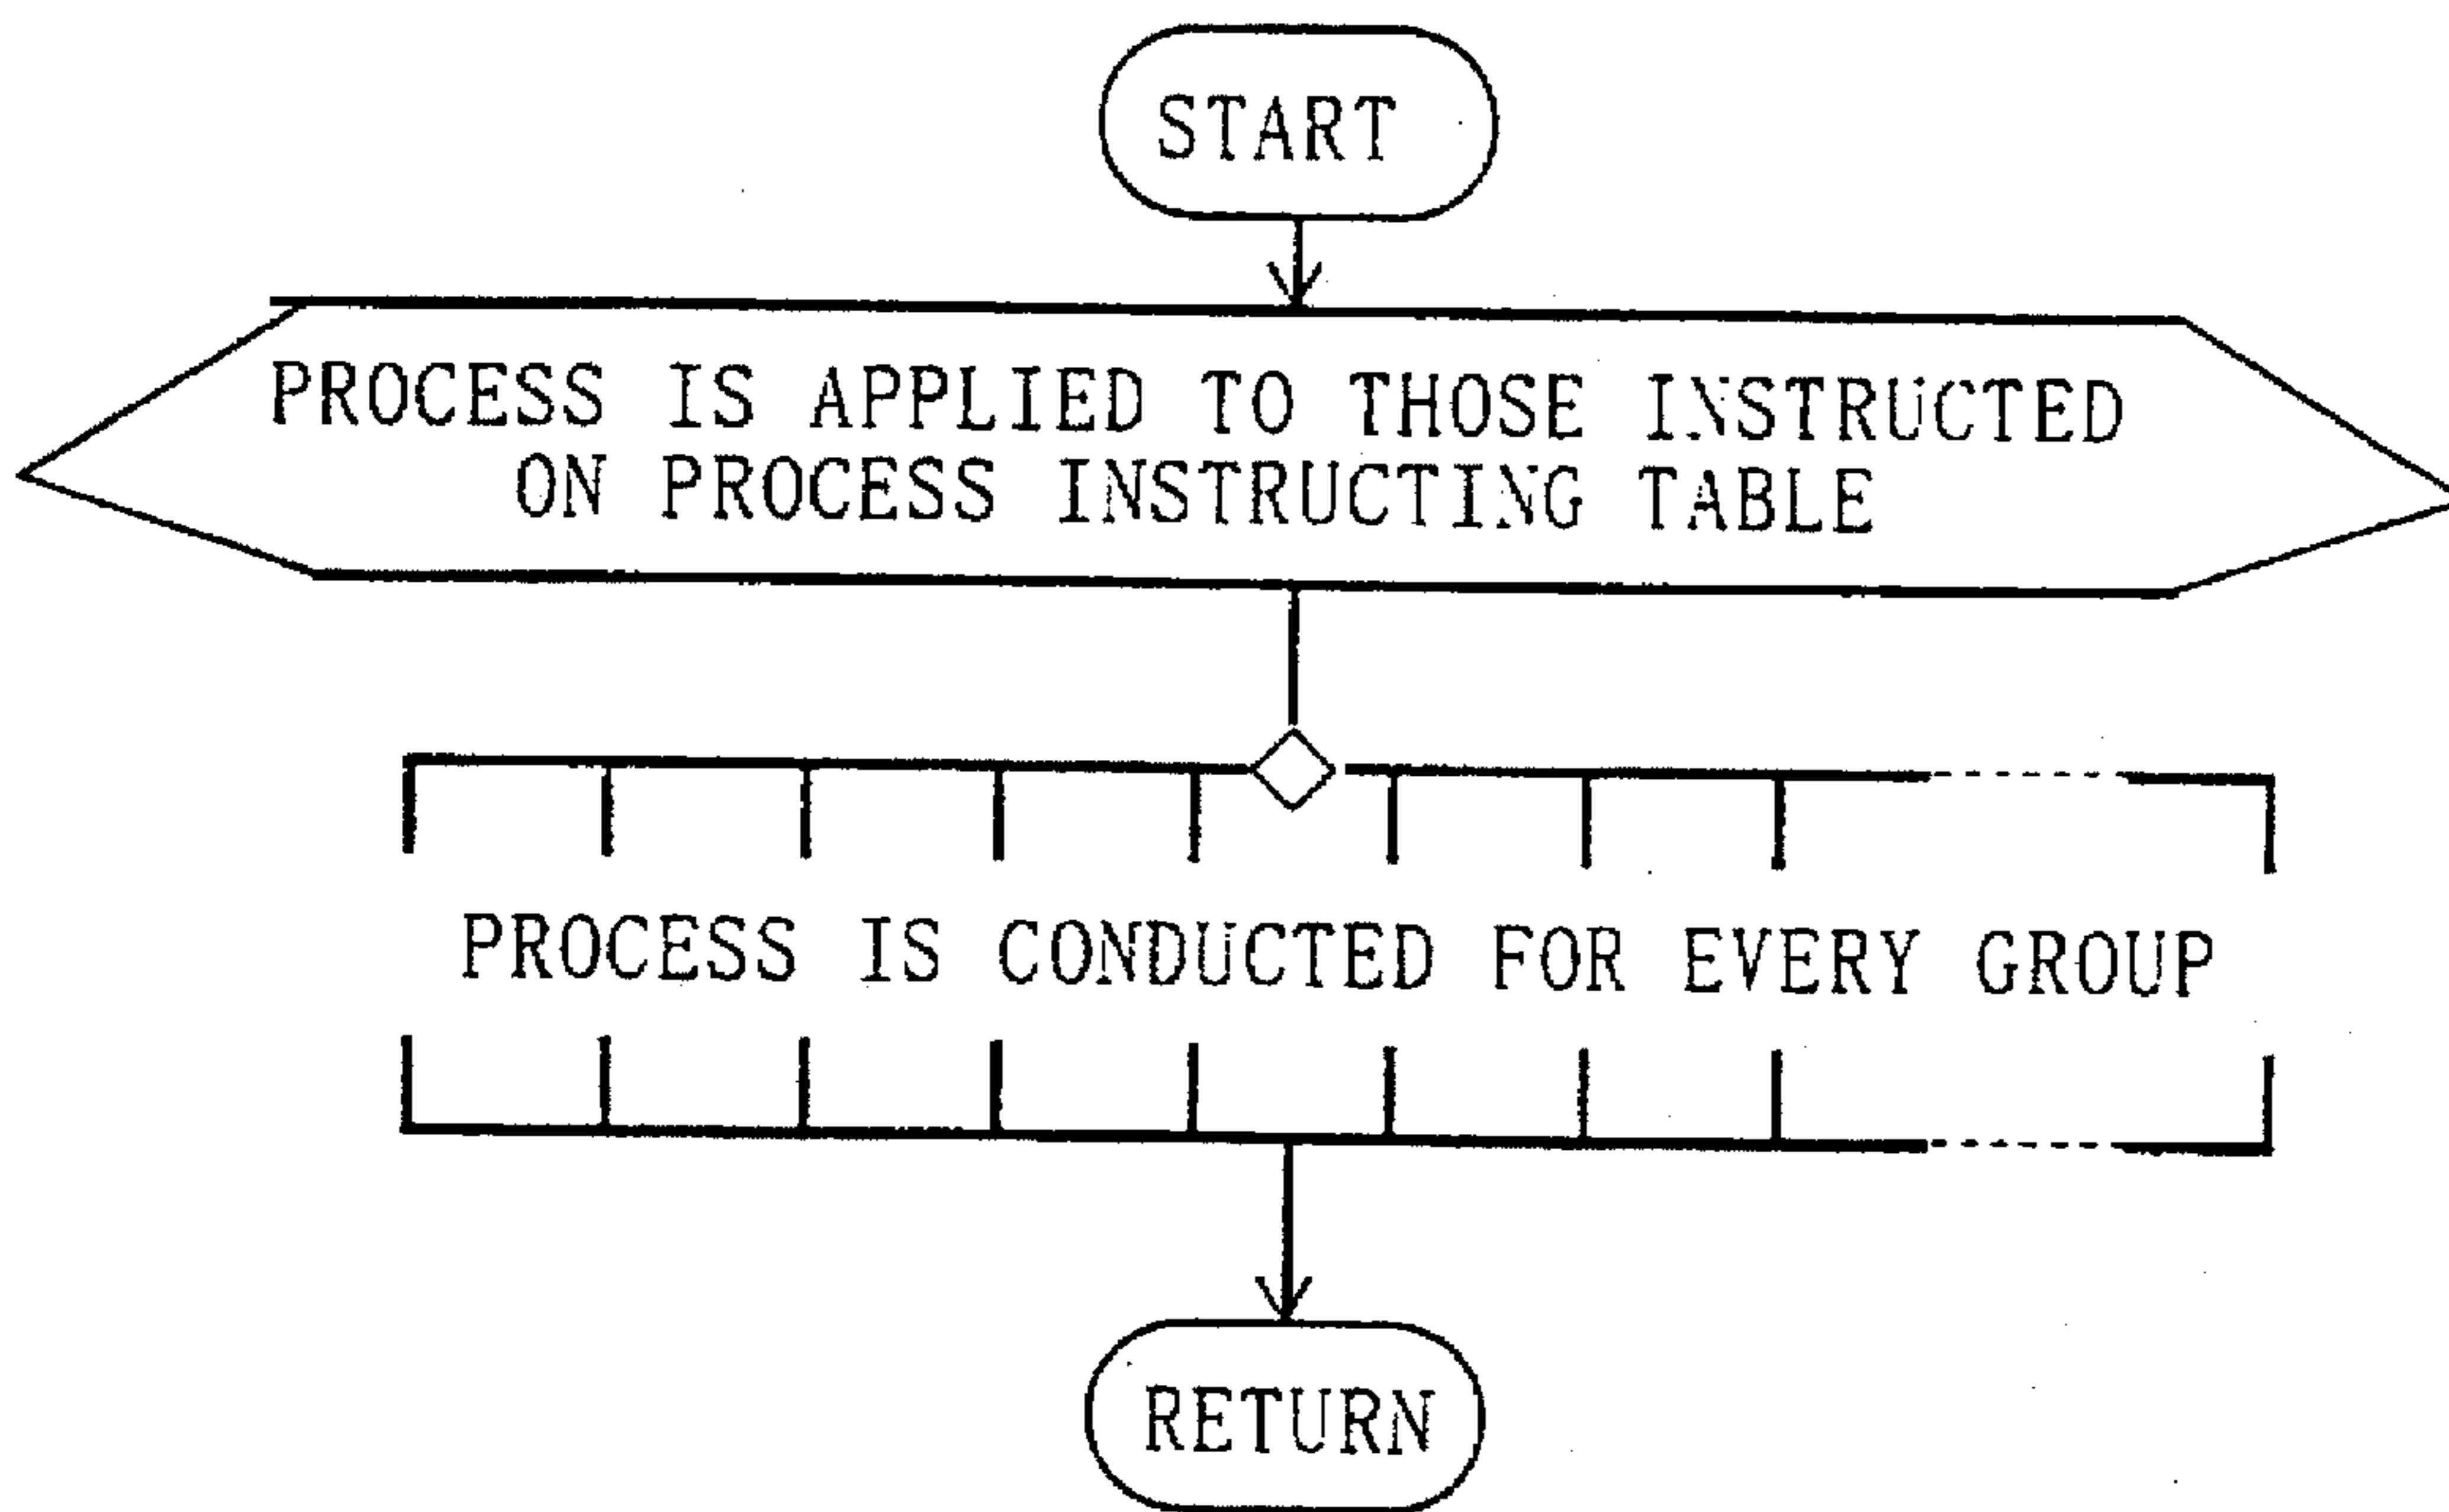 START
PROCESS IS APPLIED TO THOSE INSTRUCTED
ON PROCESS INSTRUCTING TABLE
PROCESS IS CONDUCTED FOR EVERY GROUP
RETURN